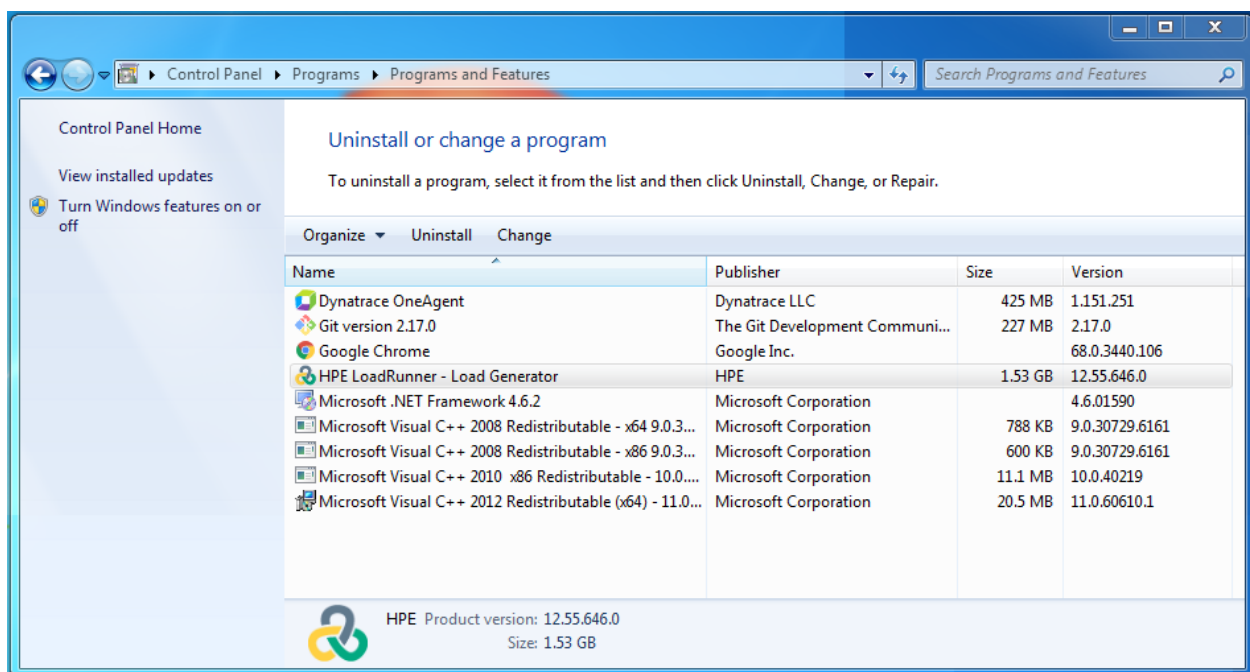 Control Panel Programs Programs and Features Search Programs and Features
Control Panel Home
View installed updates
Turn Windows features on or
off
Uninstall or change a program
To uninstall a program, select it from the list and then click Uninstall, Change, or Repair.
Organize Uninstall Change
Name Publisher Size Version
Dynatrace OneAgent Dynatrace LLC 425 MB 1.151.251
Git version 2.17.0 The Git Development Communi... 227 MB 2.17.0
Google Chrome Google Inc. 68.0.3440.106
HPE LoadRunner - Load Generator HPE 1.53 GB 12.55.646.0
Microsoft .NET Framework 4.6.2 Microsoft Corporation 4.6.01590
Microsoft Visual C++ 2008 Redistributable - x64 9.0.3... Microsoft Corporation 788 KB 9.0.30729.6161
Microsoft Visual C++ 2008 Redistributable - x86 9.0.3... Microsoft Corporation 600 KB 9.0.30729.6161
Microsoft Visual C++ 2010 x86 Redistributable - 10.0.... Microsoft Corporation 11.1 MB 10.0.40219
Microsoft Visual C++ 2012 Redistributable (x64) - 11.0... Microsoft Corporation 20.5 MB 11.0.60610.1
HPE Product version: 12.55.646.0
Size: 1.53 GB